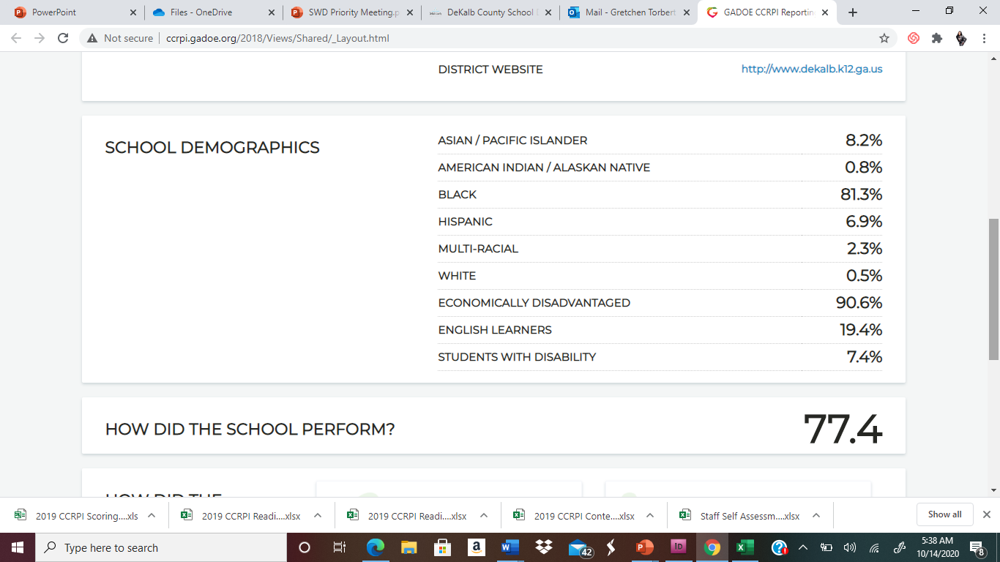 PowerPoint
Files - OneDrive
SWD Priority Meeting.p
DeKalb County School
Mail - Gretchen Torbert
GADOE CCRPI Reportin
Not secure
ccrpi.gadoe.org/2018/Views/Shared/_Layout.html
DISTRICT WEBSITE http://www.dekalb.k12.ga.us
SCHOOL DEMOGRAPHICS
ASIAN / PACIFIC ISLANDER 8.2%
AMERICAN INDIAN / ALASKAN NATIVE 0.8%
BLACK 81.3%
HISPANIC 6.9%
MULTI-RACIAL 2.3%
WHITE 0.5%
ECONOMICALLY DISADVANTAGED 90.6%
ENGLISH LEARNERS 19.4%
STUDENTS WITH DISABILITY 7.4%
HOW DID THE SCHOOL PERFORM? 77.4
HOW DID THE
2019 CCRPI Scoring....xls
2019 CCRPI Readi....xlsx
2019 CCRPI Readi....xlsx
2019 CCRPI Conte....xlsx
Staff Self Assessm....xlsx
Show all
Type here to search
42
5:38 AM
10/14/2020
8